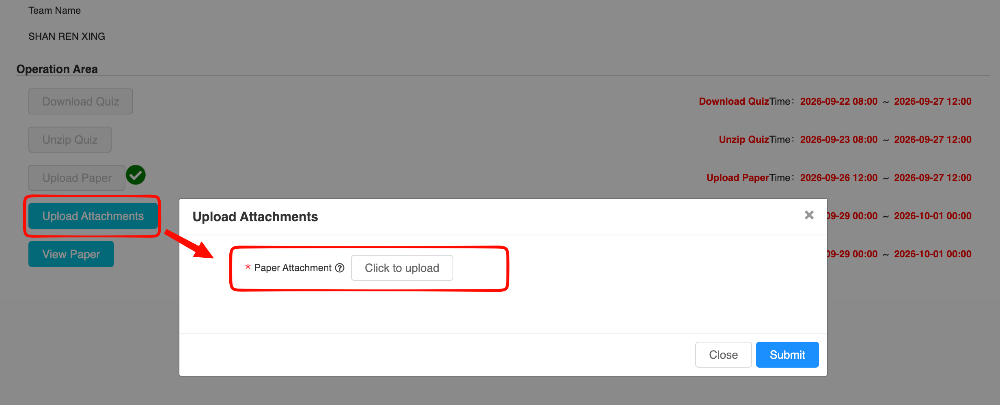 Team Name
SHAN REN XING
Operation Area
Download Quiz
Download QuizTime： 2026-09-22 08:00 ~ 2026-09-27 12:00
Unzip Quiz
Unzip QuizTime： 2026-09-23 08:00 ~ 2026-09-27 12:00
Upload Paper
Upload PaperTime： 2026-09-26 12:00 ~ 2026-09-27 12:00
Upload Attachments
09-29 00:00 ~ 2026-10-01 00:00
View Paper
09-29 00:00 ~ 2026-10-01 00:00
Upload Attachments
* Paper Attachment ? Click to upload
Close
Submit